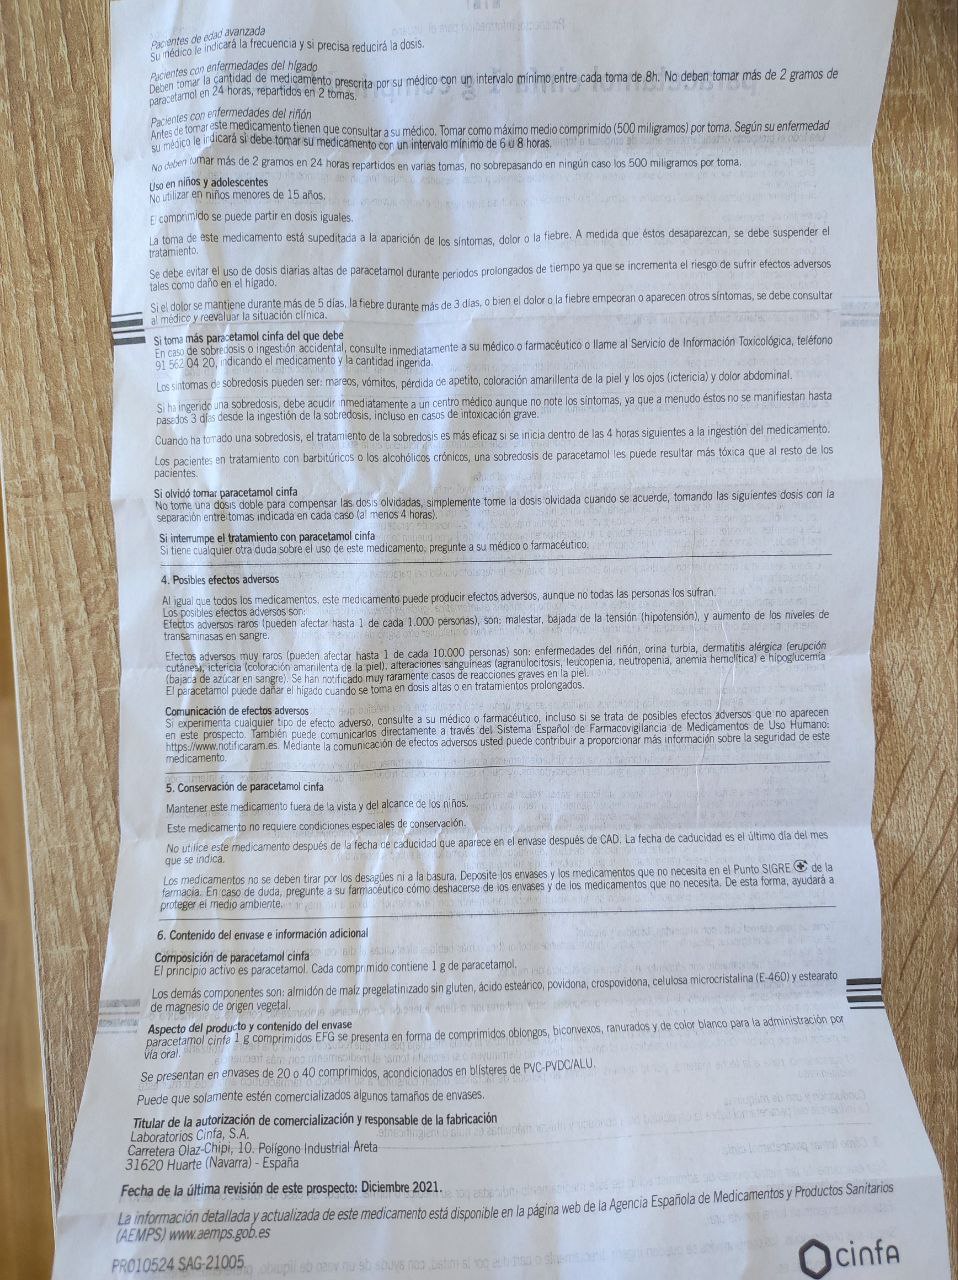 Pacientes de edad avanzada
Su médico le indicará la frecuencia y si precisa reducirá la dosis.
Pacientes con enfermedades del hígado
Deben tomar la cantidad de medicamento prescrita por su médico con un intervalo mínimo entre cada toma de 8h. No deben tomar más de 2 gramos de
paracetamol en 24 horas, repartidos en 2 tomas.
Pacientes con enfermedades del riñón
Antes de tomar este medicamento tienen que consultar a su médico. Tomar como máximo medio comprimido (500 miligramos) por toma. Según su enfermedad
su médico le indicará si debe tomar su medicamento con un intervalo mínimo de 6 u 8 horas.
No deben tomar más de 2 gramos en 24 horas repartidos en varias tomas, no sobrepasando en ningún caso los 500 miligramos por toma.
Uso en niños y adolescentes
No utilizar en niños menores de 15 años.
El comprimido se puede partir en dosis iguales.
La toma de este medicamento está supeditada a la aparición de los síntomas, dolor o la fiebre. A medida que éstos desaparezcan, se debe suspender el
tratamiento.
Se debe evitar el uso de dosis diarias altas de paracetamol durante periodos prolongados de tiempo ya que se incrementa el riesgo de sufrir efectos adversos
tales como daño en el hígado.
Si el dolor se mantiene durante más de 5 días, la fiebre durante más de 3 días, o bien el dolor o la fiebre empeoran o aparecen otros síntomas, se debe consultar
al médico y reevaluar la situación clínica.
Si toma más paracetamol cinfa del que debe
En caso de sobredosis o ingestión accidental, consulte inmediatamente a su médico o farmacéutico o llame al Servicio de Información Toxicológica, teléfono
91 562 04 20, indicando el medicamento y la cantidad ingerida.
Los síntomas de sobredosis pueden ser: mareos, vómitos, pérdida de apetito, coloración amarillenta de la piel y los ojos (ictericia) y dolor abdominal.
Si ha ingerido una sobredosis, debe acudir inmediatamente a un centro médico aunque no note los síntomas, ya que a menudo éstos no se manifiestan hasta
pasados 3 días desde la ingestión de la sobredosis, incluso en casos de intoxicación grave.
Cuando ha tomado una sobredosis, el tratamiento de la sobredosis es más eficaz si se inicia dentro de las 4 horas siguientes a la ingestión del medicamento.
Los pacientes en tratamiento con barbitúricos o los alcohólicos crónicos, una sobredosis de paracetamol les puede resultar más tóxica que al resto de los
pacientes.
Si olvidó tomar paracetamol cinfa
No tome una dosis doble para compensar las dosis olvidadas, simplemente tome la dosis olvidada cuando se acuerde, tomando las siguientes dosis con la
separación entre tomas indicada en cada caso (al menos 4 horas).
Si interrumpe el tratamiento con paracetamol cinfa
Si tiene cualquier otra duda sobre el uso de este medicamento, pregunte a su médico o farmacéutico.
4. Posibles efectos adversos
Al igual que todos los medicamentos, este medicamento puede producir efectos adversos, aunque no todas las personas los sufran.
Los posibles efectos adversos son:
Efectos adversos raros (pueden afectar hasta 1 de cada 1.000 personas), son: malestar, bajada de la tensión (hipotensión), y aumento de los niveles de
transaminasas en sangre.
Efectos adversos muy raros (pueden afectar hasta 1 de cada 10.000 personas) son: enfermedades del riñón, orina turbia, dermatitis alérgica (erupción
cutánea), ictericia (coloración amarillenta de la piel), alteraciones sanguíneas (agranulocitosis, leucopenia, neutropenia, anemia hemolítica) e hipoglucemia
(bajada de azúcar en sangre). Se han notificado muy raramente casos de reacciones graves en la piel.
El paracetamol puede dañar el hígado cuando se toma en dosis altas o en tratamientos prolongados.
Comunicación de efectos adversos
Si experimenta cualquier tipo de efecto adverso, consulte a su médico o farmacéutico, incluso si se trata de posibles efectos adversos que no aparecen
en este prospecto. También puede comunicarlos directamente a través del Sistema Español de Farmacovigilancia de Medicamentos de Uso Humano:
https://www.notificaram.es. Mediante la comunicación de efectos adversos usted puede contribuir a proporcionar más información sobre la seguridad de este
medicamento.
5. Conservación de paracetamol cinfa
Mantener este medicamento fuera de la vista y del alcance de los niños.
Este medicamento no requiere condiciones especiales de conservación.
No utilice este medicamento después de la fecha de caducidad que aparece en el envase después de CAD. La fecha de caducidad es el último día del mes
que se indica.
Los medicamentos no se deben tirar por los desagües ni a la basura. Deposite los envases y los medicamentos que no necesita en el Punto SIGRE de la
farmacia. En caso de duda, pregunte a su farmacéutico cómo deshacerse de los envases y de los medicamentos que no necesita. De esta forma, ayudará a
proteger el medio ambiente.
6. Contenido del envase e información adicional
Composición de paracetamol cinfa
El principio activo es paracetamol. Cada comprimido contiene 1 g de paracetamol.
Los demás componentes son: almidón de maíz pregelatinizado sin gluten, ácido esteárico, povidona, crospovidona, celulosa microcristalina (E-460) y estearato
de magnesio de origen vegetal.
Aspecto del producto y contenido del envase
paracetamol cinfa 1 g comprimidos EFG se presenta en forma de comprimidos oblongos, biconvexos, ranurados y de color blanco para la administración por
vía oral.
Se presentan en envases de 20 o 40 comprimidos, acondicionados en blísteres de PVC-PVDC/ALU.
Puede que solamente estén comercializados algunos tamaños de envases.
Titular de la autorización de comercialización y responsable de la fabricación
Laboratorios Cinfa, S.A.
Carretera Olaz-Chipi, 10. Polígono Industrial Areta
31620 Huarte (Navarra) - España
Fecha de la última revisión de este prospecto: Diciembre 2021.
La información detallada y actualizada de este medicamento está disponible en la página web de la Agencia Española de Medicamentos y Productos Sanitarios
(AEMPS) www.aemps.gob.es
PR010524 SAG-21005
cinfa